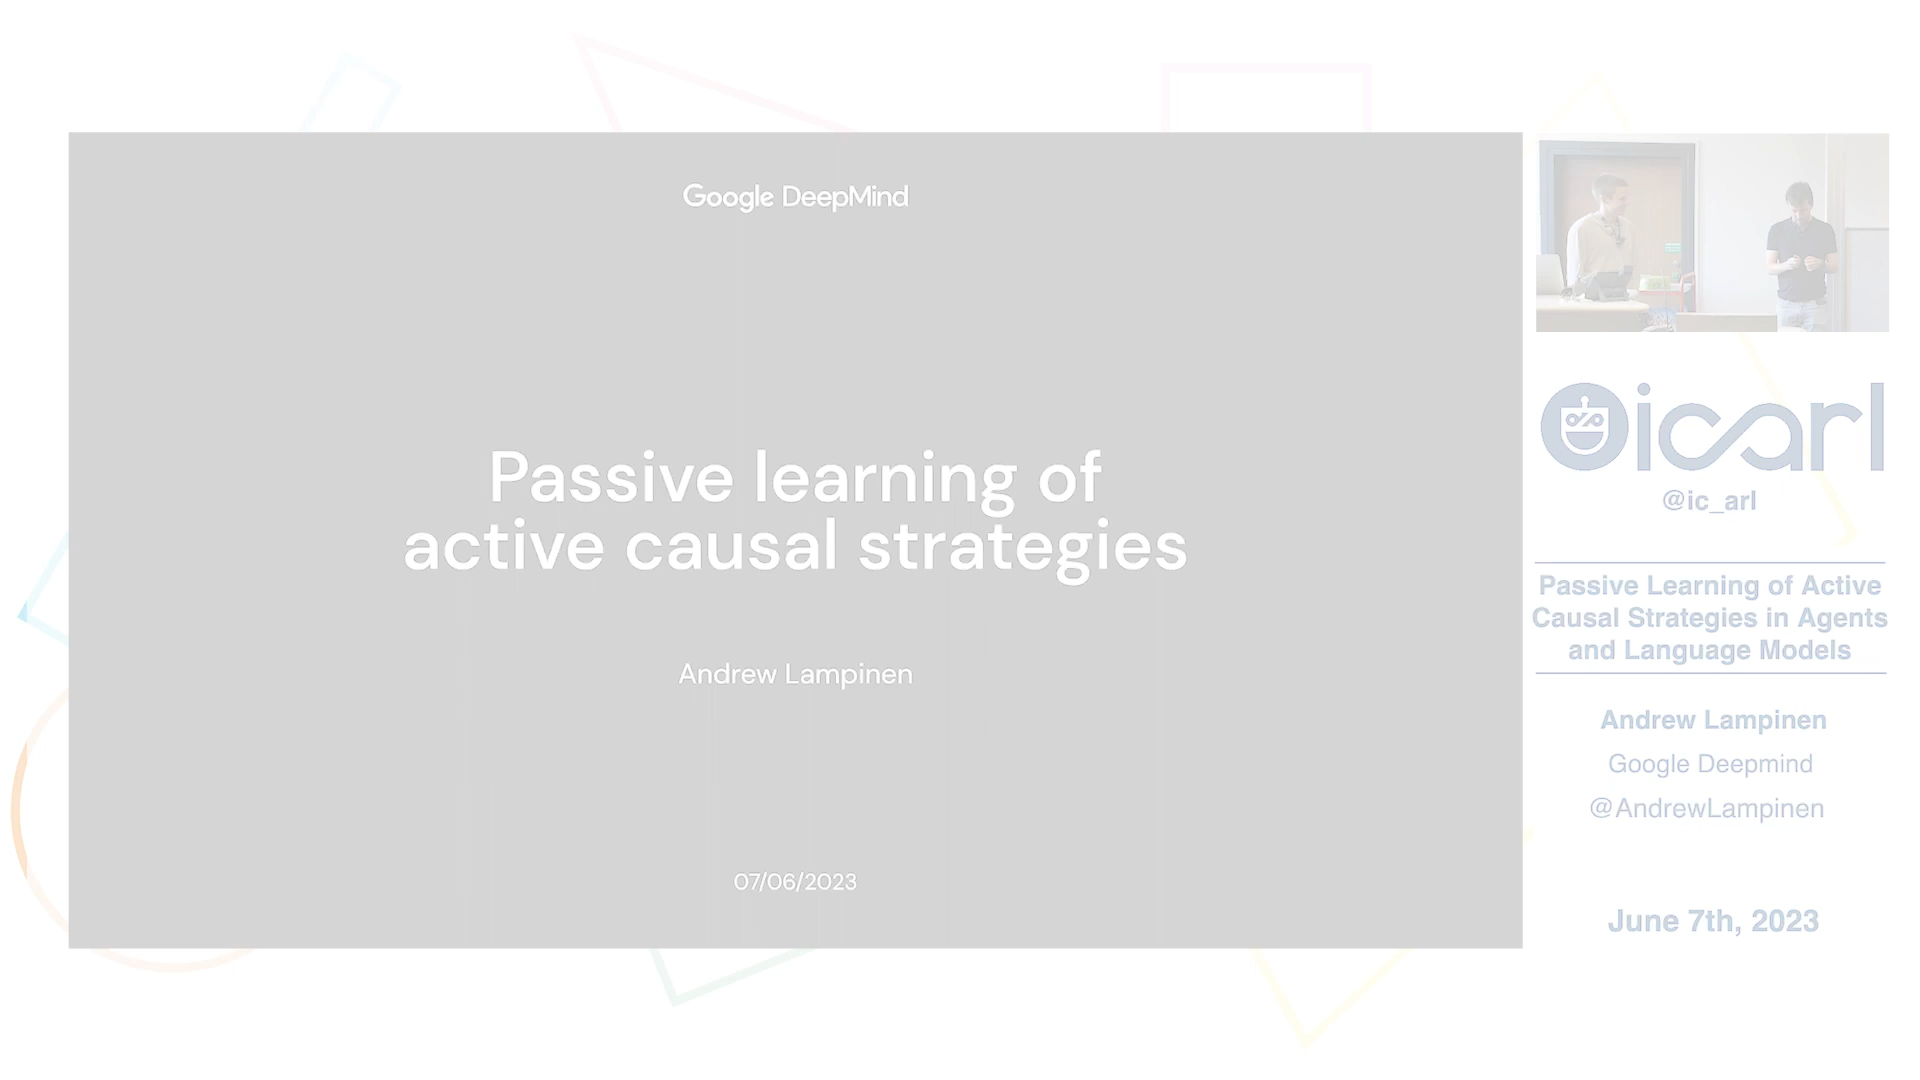 Google DeepMind
Passive learning of
active causal strategies
Andrew Lampinen
07/06/2023
icarl
@ic_arl
Passive Learning of Active
Causal Strategies in Agents
and Language Models
Andrew Lampinen
Google Deepmind
@AndrewLampinen
June 7th, 2023